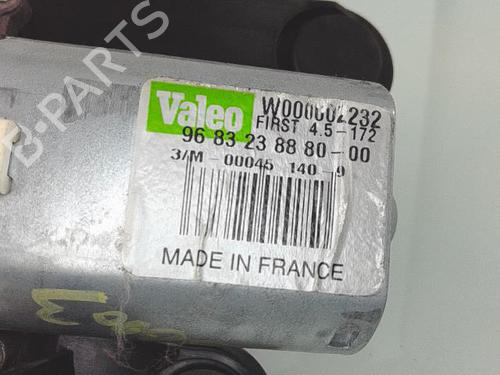 B-PARTS
Valeo
W000002232
FIRST 4.5-172
96 83 23 88 80-00
3/M-00045 140-9
MADE IN FRANCE